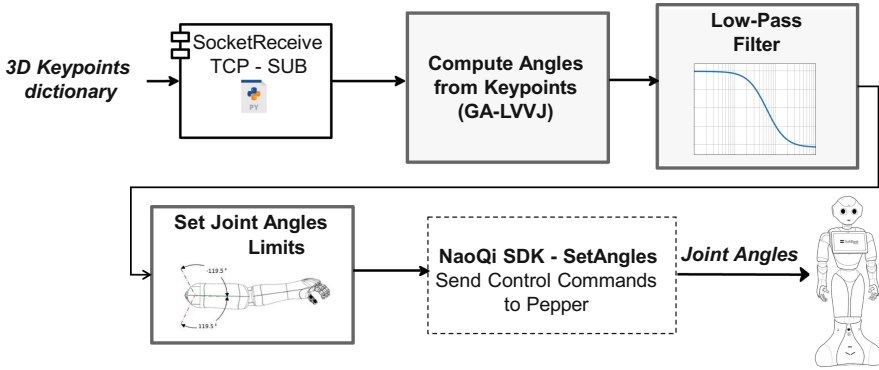 3D Keypoints
dictionary
SocketReceive
TCP - SUB
PY
Compute Angles
from Keypoints
(GA-LVVJ)
Low-Pass
Filter
Set Joint Angles
Limits
-119.5°
119.5°
NaoQi SDK - SetAngles
Send Control Commands
to Pepper
Joint Angles